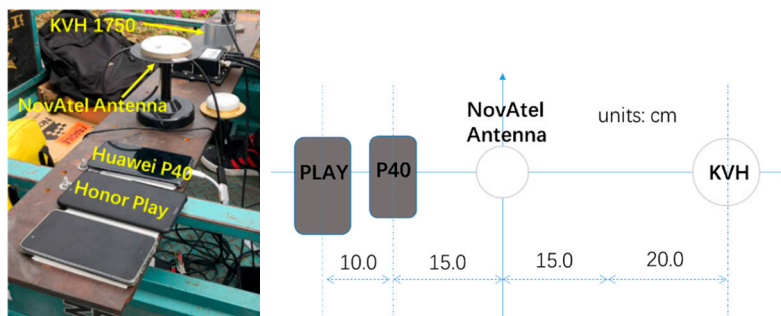 KVH 1750
NovAtel Antenna
Huawei P40
Honor Play
NovAtel
Antenna
units: cm
PLAY
P40
KVH
10.0
15.0
15.0
20.0